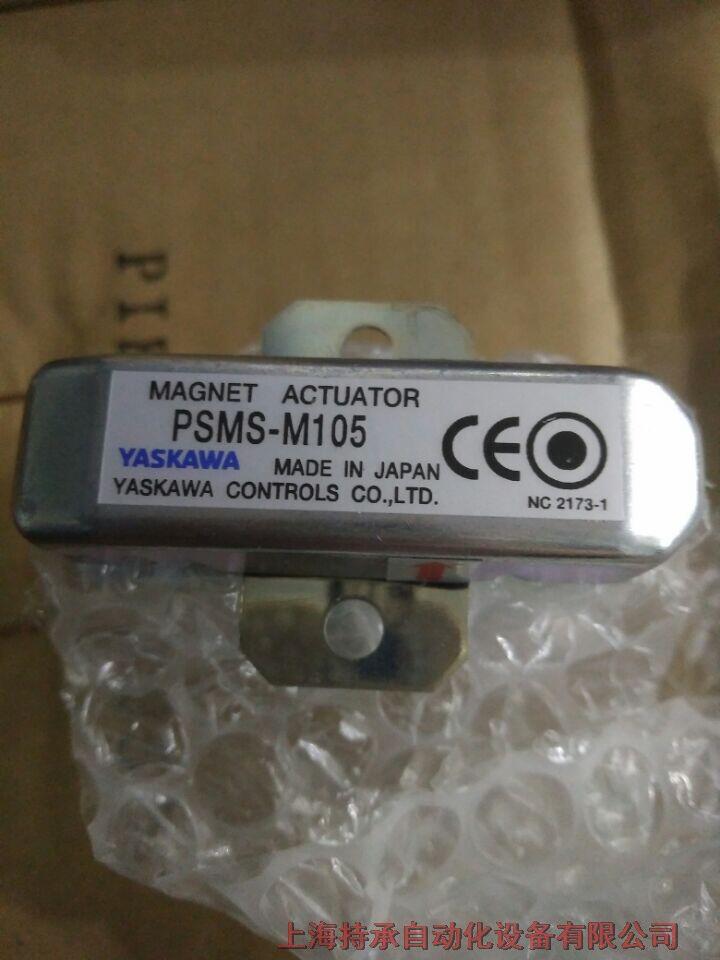 MAGNET ACTUATOR
PSMS-M105
YASKAWA MADE IN JAPAN
YASKAWA CONTROLS CO.,LTD.
CE
NC 2173-1
上海持承自动化设备有限公司